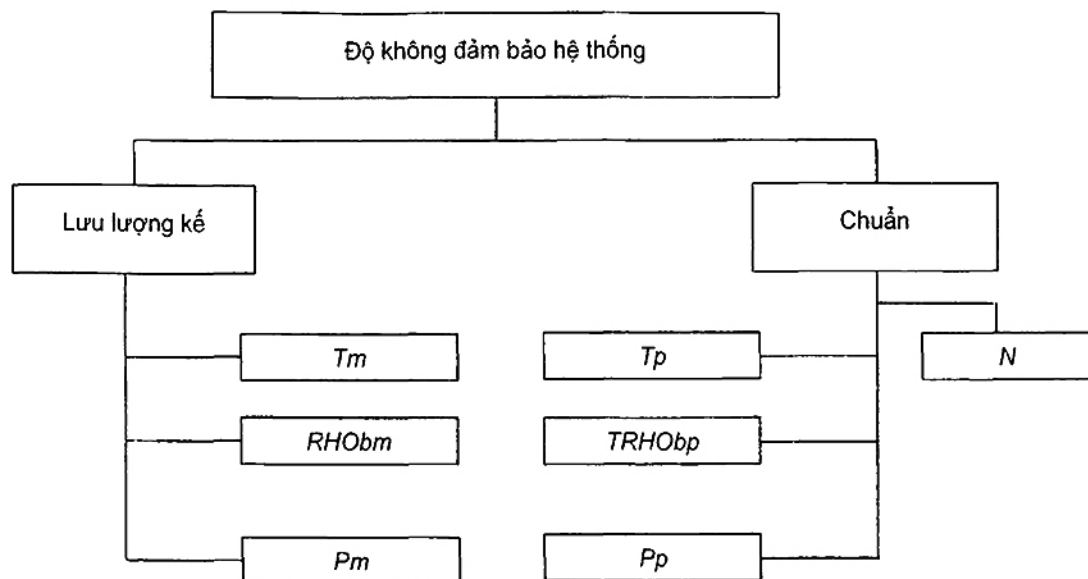 Độ không đảm bảo hệ thống
Lưu lượng kế
Chuẩn
Tm
Tp
N
RHObm
TRHObp
Pm
Pp